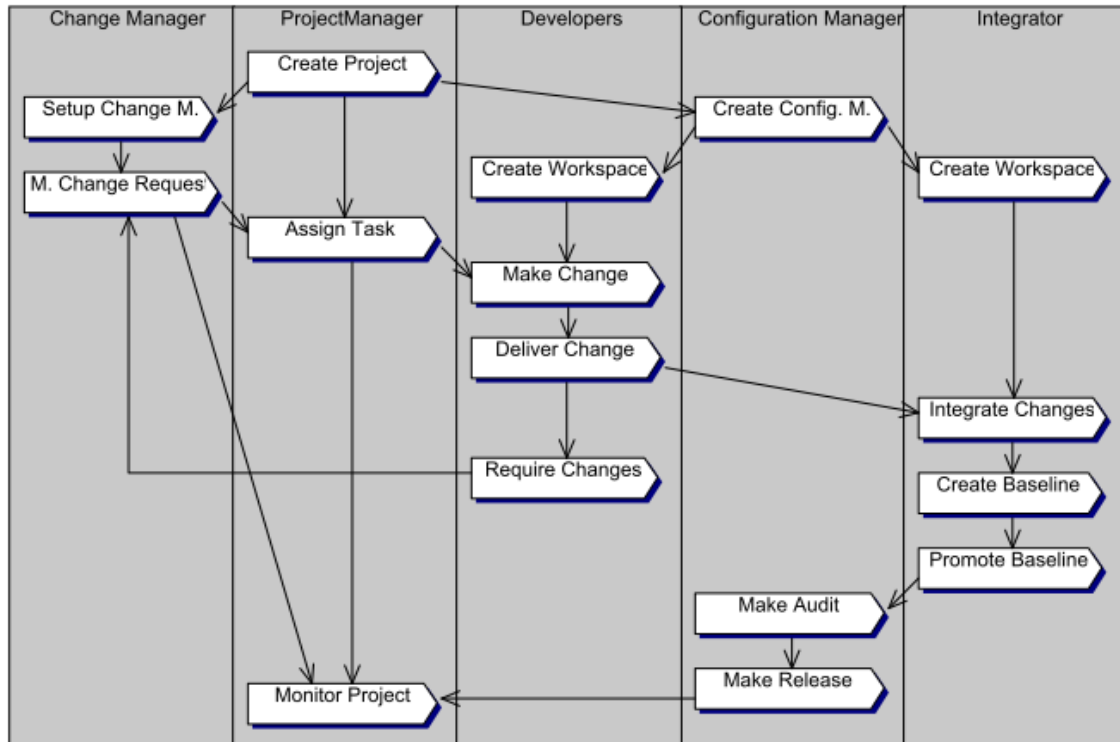 Change Manager
ProjectManager
Developers
Configuration Manager
Integrator
Create Project
Setup Change M.
Create Config. M.
Create Workspace
Create Workspace
M. Change Request
Assign Task
Make Change
Deliver Change
Integrate Changes
Require Changes
Create Baseline
Promote Baseline
Make Audit
Make Release
Monitor Project